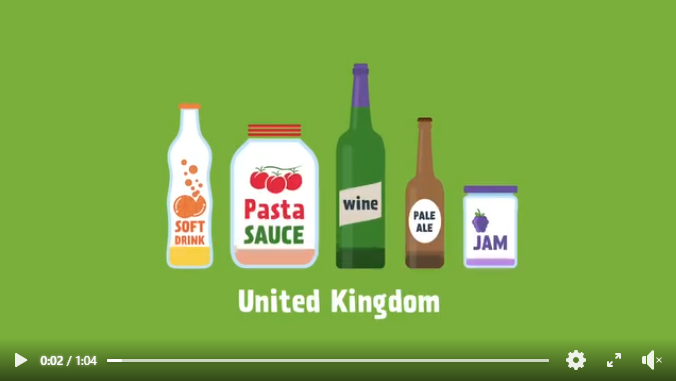 SOFT
DRINK
Pasta
SAUCE
wine
PALE
ALE
JAM
United Kingdom
0:02 / 1:04